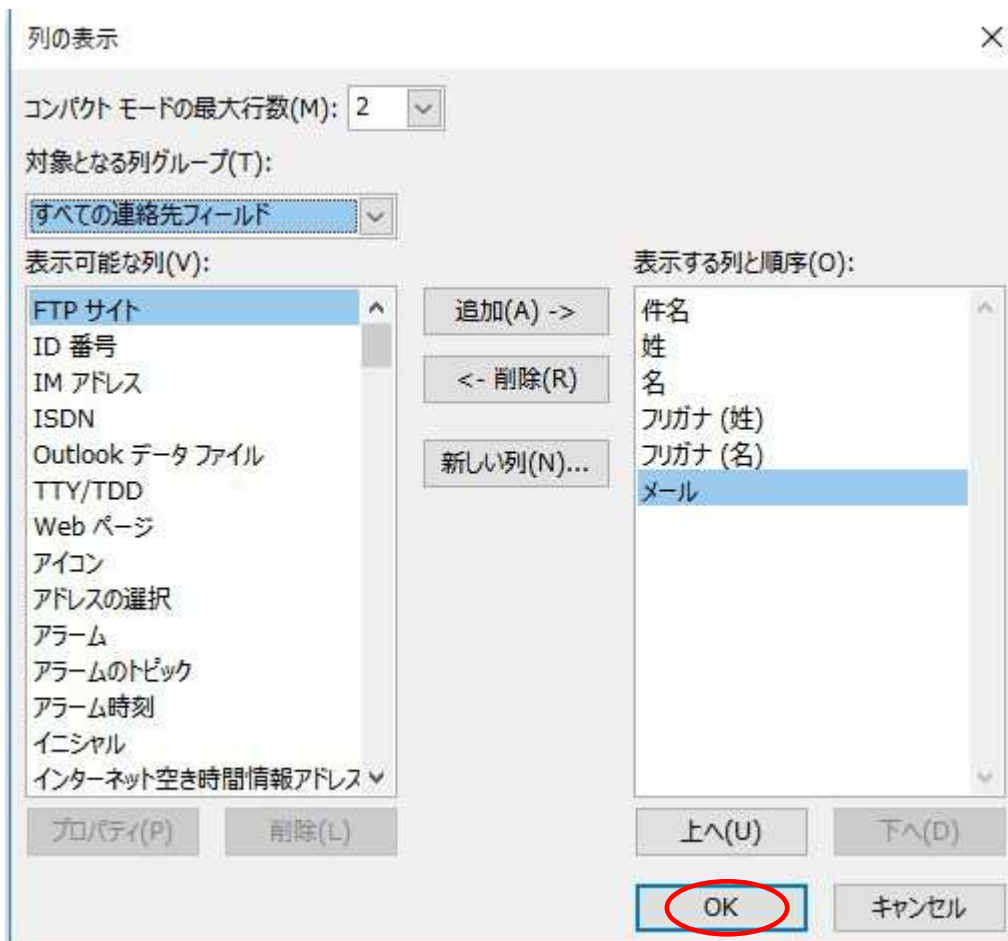 列の表示
コンパクト モードの最大行数(M): 2
対象となる列グループ(T):
すべての連絡先フィールド
表示可能な列(V):
FTP サイト
ID 番号
IM アドレス
ISDN
Outlook データ ファイル
TTY/TDD
Web ページ
アイコン
アドレスの選択
アラーム
アラームのトピック
アラーム時刻
イニシャル
インターネット空き時間情報アドレス
プロパティ(P)
削除(L)
追加(A) ->
<- 削除(R)
新しい列(N)...
表示する列と順序(O):
件名
姓
名
フリガナ (姓)
フリガナ (名)
メール
上へ(U)
下へ(D)
OK
キャンセル